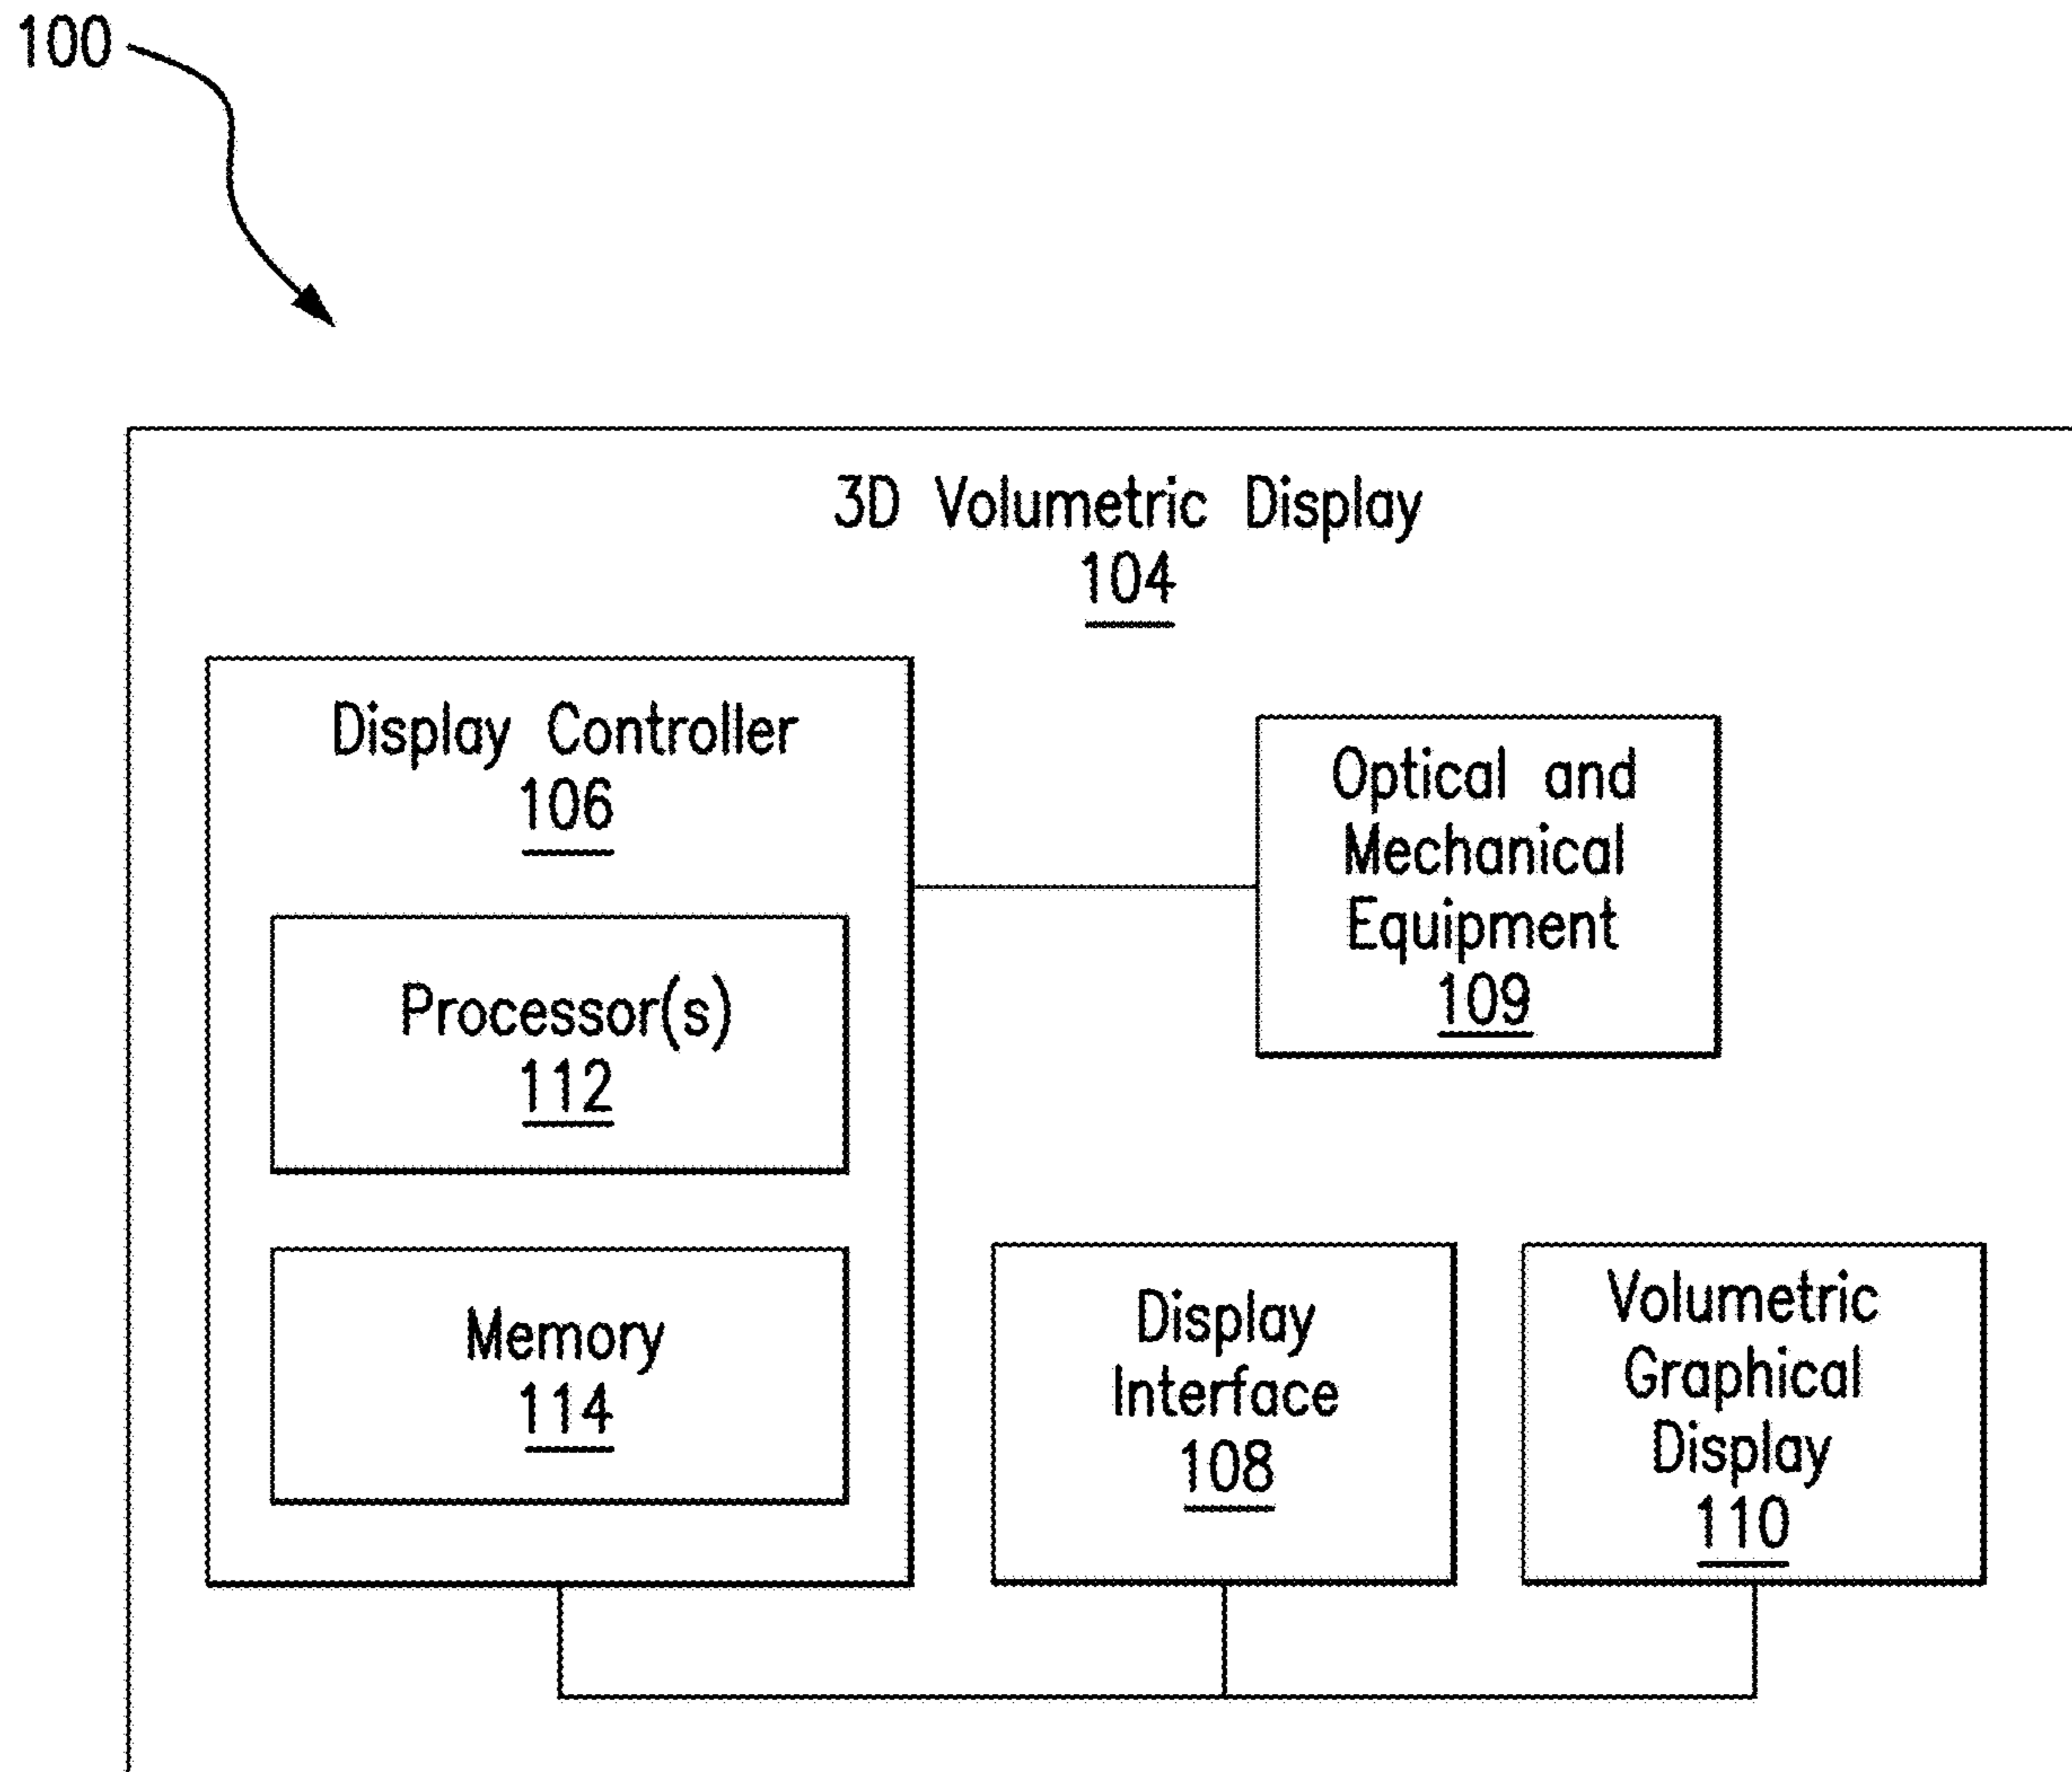 100
3D Volumetric Display
104
Display Controller
106
Processor(s)
112
Memory
114
Optical and
Mechanical
Equipment
109
Display
Interface
108
Volumetric
Graphical
Display
110